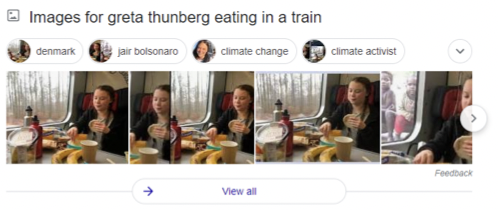 Images for greta thunberg eating in a train
denmark
jair bolsonaro
climate change
climate activist
Feedback
View all